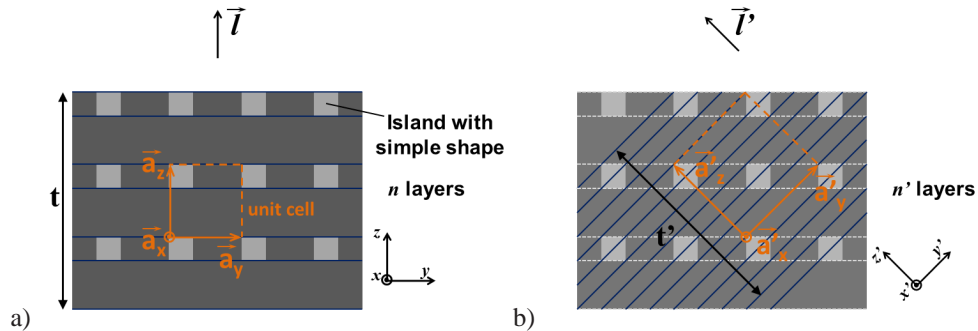 l
l'
Island with
simple shape
t
a_z
unit cell
n layers
a_x
a_y
z
x
y
a)
a'_z
a'_y
n' layers
t'
a'_x
z'
y'
x'
b)